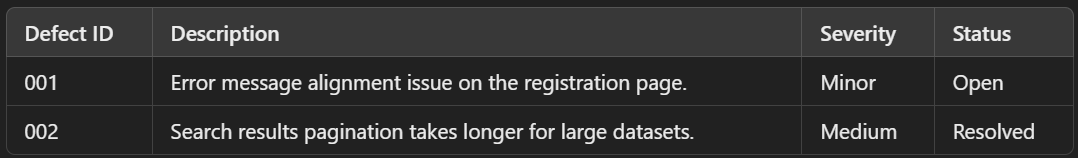 Defect ID Description Severity Status
001 Error message alignment issue on the registration page. Minor Open
002 Search results pagination takes longer for large datasets. Medium Resolved